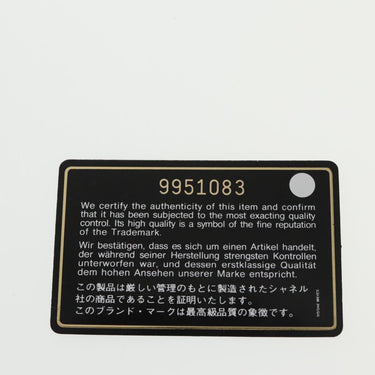 9951083
We certify the authenticity of this item and confirm
that it has been subjected to the most exacting quality
control. Its high quality is a symbol of the fine reputation
of the Trademark.
Wir bestätigen, dass es sich um einen Artikel handelt,
der während seiner Herstellung strengsten Kontrollen
unterworfen war, und dessen erstklassige Qualität
dem hohen Ansehen unserer Marke entspricht.
この製品は厳しい管理のもとに製造されたシャネル
社の商品であることを証明いたします。
このブランド・マークは最高級品質の象徴です。